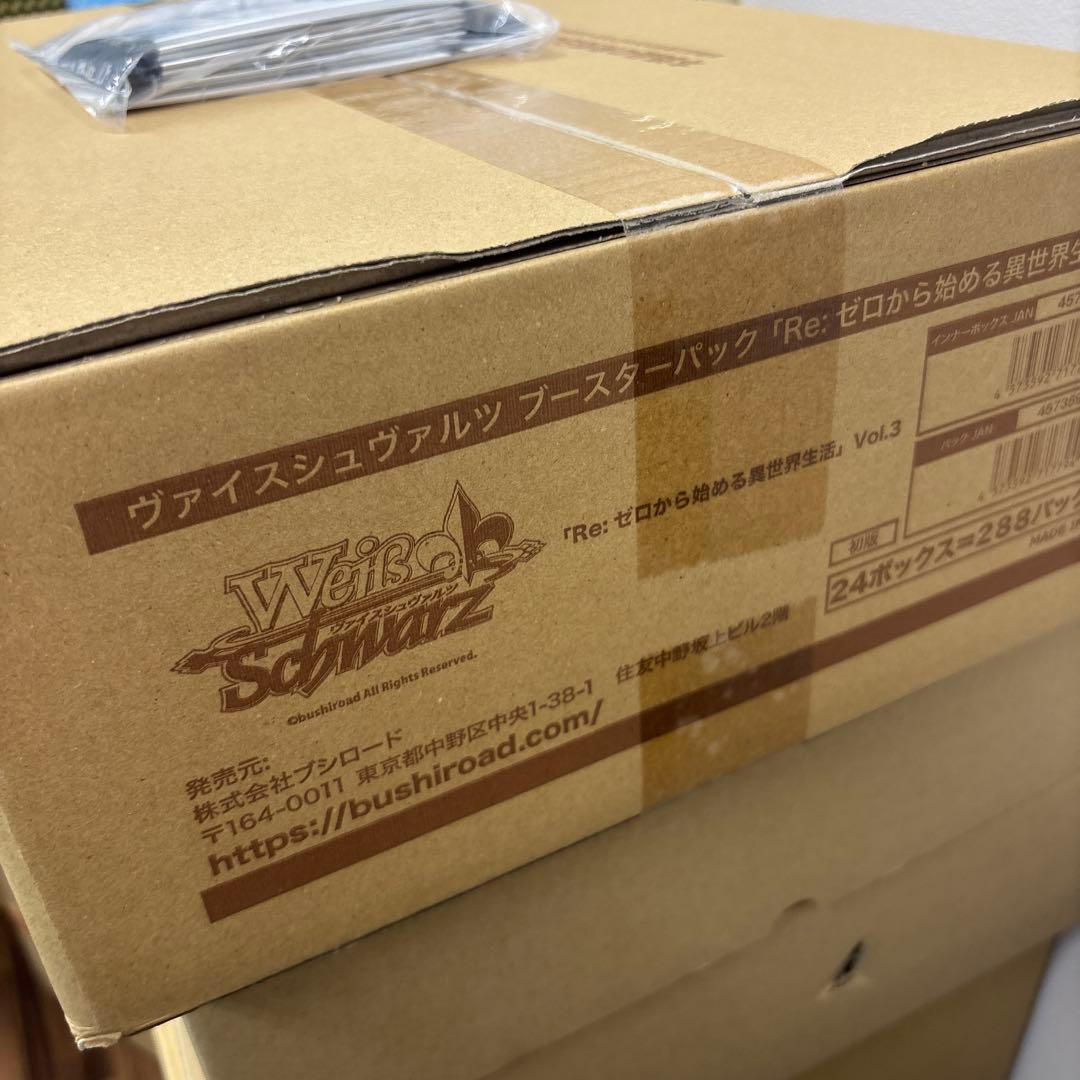 ヴァイスシュヴァルツ ブースターパック「Re: ゼロから始める異世界生
「Re: ゼロから始める異世界生活」 Vol.3
Weiß
ヴァイスシュヴァルツ
Schwarz
©bushiroad All Rights Reserved.
発売元:
株式会社ブシロード
〒164-0011 東京都中野区中央1-38-1 住友中野坂上ビル2階
https://bushiroad.com/
インナーボックス JAN
457
パック JAN
45735
初版
24ボックス=288パック
MADE